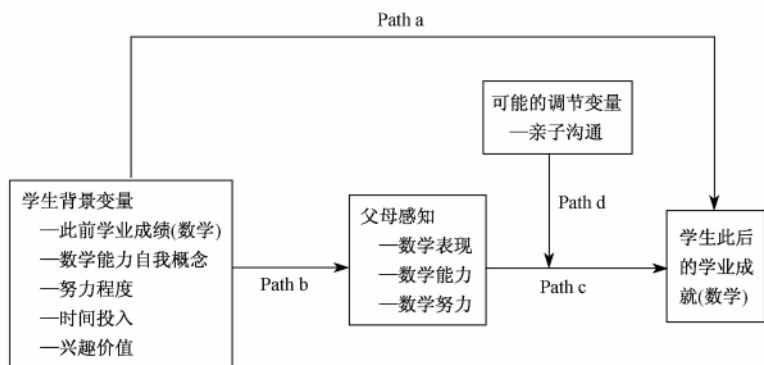 Path a
可能的调节变量
—亲子沟通
学生背景变量
—此前学业成绩(数学)
—数学能力自我概念
—努力程度
—时间投入
—兴趣价值
Path b
父母感知
—数学表现
—数学能力
—数学努力
Path d
Path c
学生此后
的学业成
就(数学)